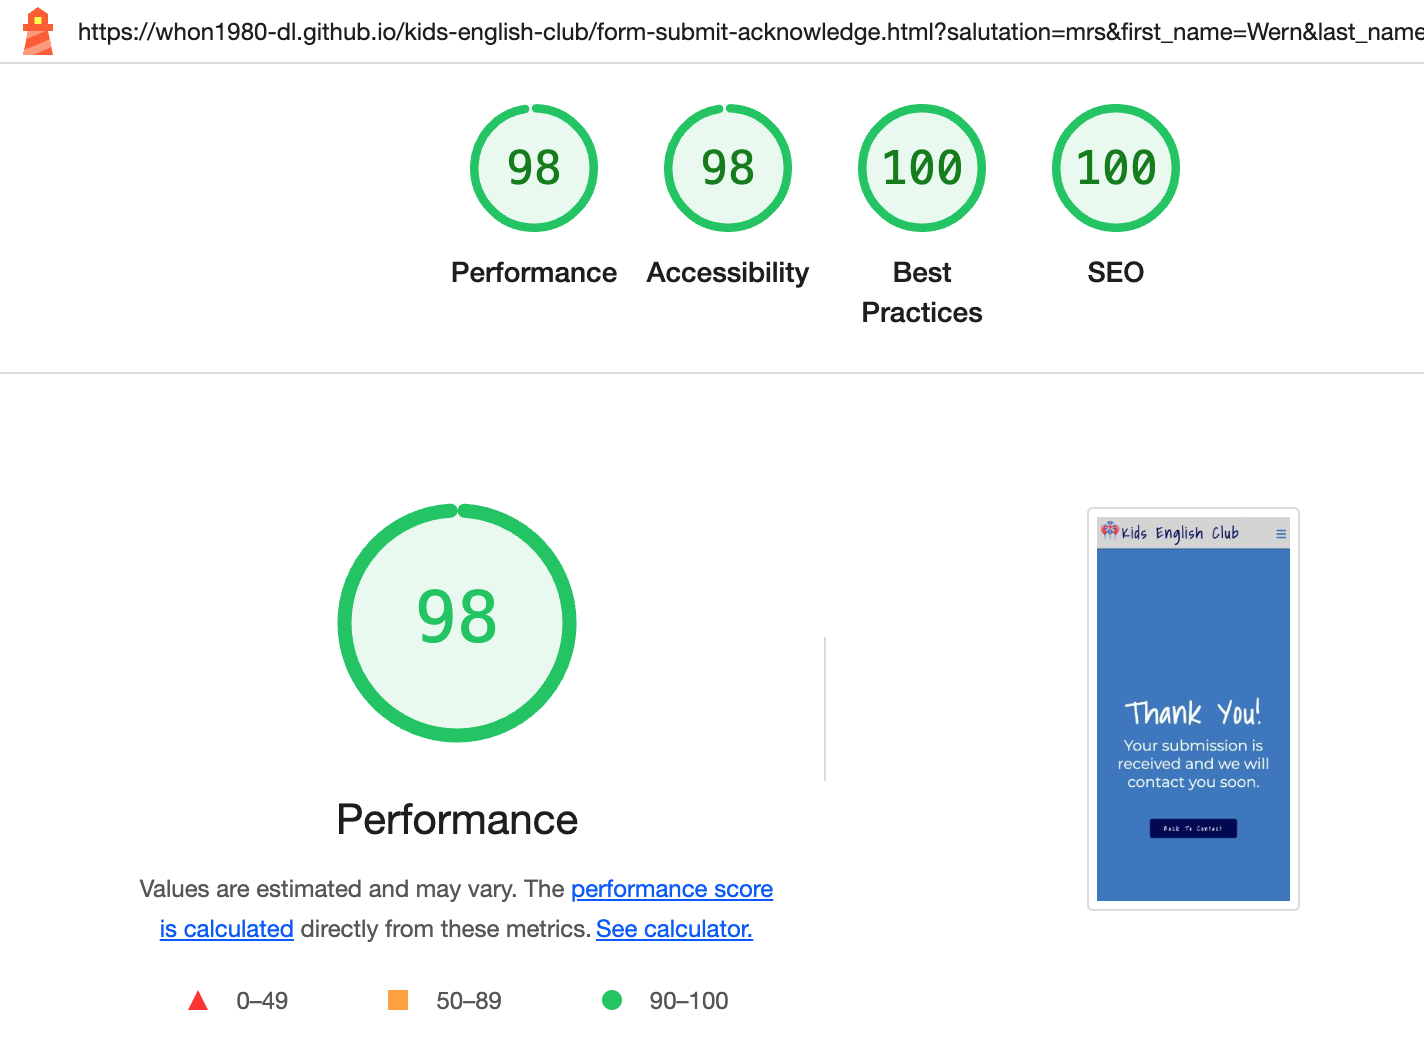 https://whon1980-dl.github.io/kids-english-club/form-submit-acknowledge.html?salutation=mrs&first_name=Wern&last_name
98
98
100
100
Performance
Accessibility
Best
Practices
SEO
98
Performance
Values are estimated and may vary. The performance score
is calculated directly from these metrics. See calculator.
0–49
50–89
90–100
Kids English Club
Thank You!
Your submission is
received and we will
contact you soon.
Back To Contact